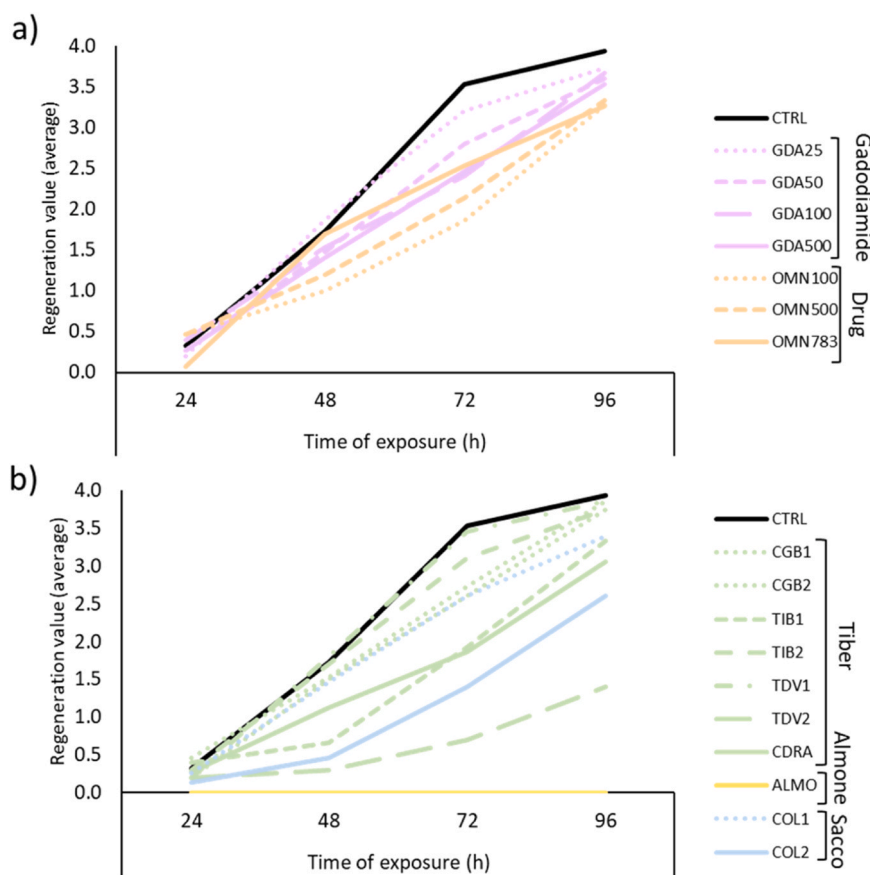 a)
Regeneration value (average)
4.0
3.5
3.0
2.5
2.0
1.5
1.0
0.5
0.0
24 48 72 96
Time of exposure (h)
CTRL
GDA25
GDA50
GDA100
GDA500
Gadodiamide
OMN100
OMN500
OMN783
Drug
b)
Regeneration value (average)
4.0
3.5
3.0
2.5
2.0
1.5
1.0
0.5
0.0
24 48 72 96
Time of exposure (h)
CTRL
CGB1
CGB2
TIB1
TIB2
TDV1
TDV2
CDRA
Tiber
ALMO
Almone
COL1
COL2
Sacco